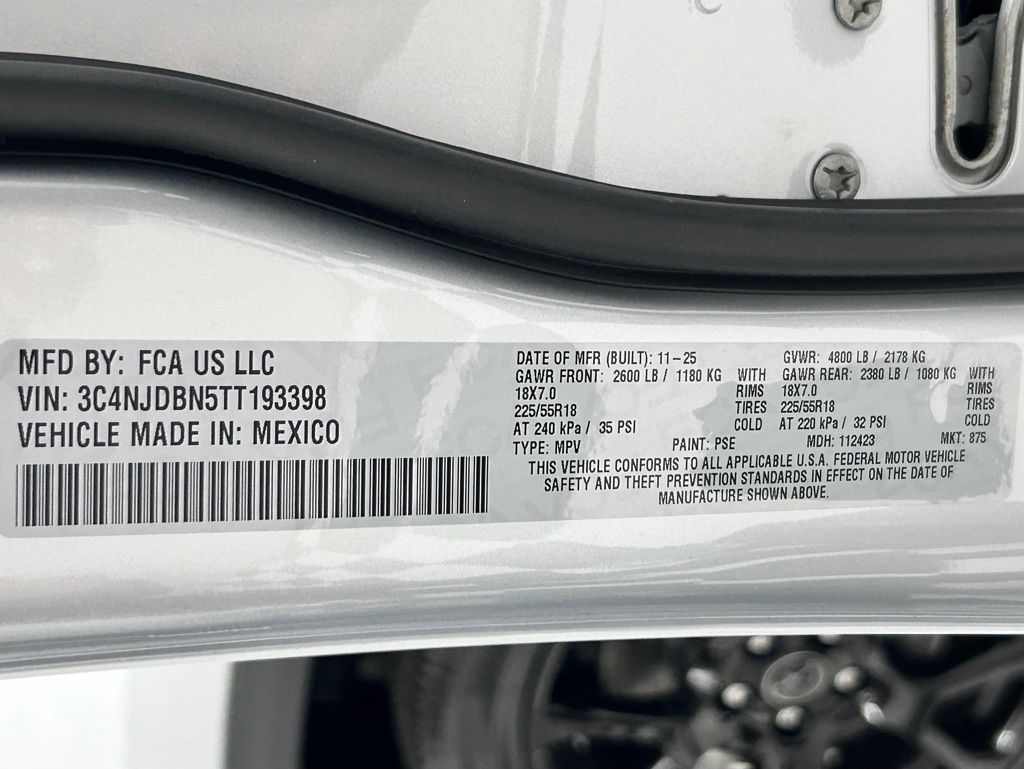 MFD BY: FCA US LLC
VIN: 3C4NJDBN5TT193398
VEHICLE MADE IN: MEXICO
DATE OF MFR (BUILT): 11-25 GVWR: 4800 LB / 2178 KG
GAWR FRONT: 2600 LB / 1180 KG WITH GAWR REAR: 2380 LB / 1080 KG WITH
18X7.0 RIMS 18X7.0 RIMS
225/55R18 TIRES 225/55R18 TIRES
AT 240 kPa / 35 PSI COLD AT 220 kPa / 32 PSI COLD
TYPE: MPV PAINT: PSE MDH: 112423 MKT: 875
THIS VEHICLE CONFORMS TO ALL APPLICABLE U.S.A. FEDERAL MOTOR VEHICLE
SAFETY AND THEFT PREVENTION STANDARDS IN EFFECT ON THE DATE OF
MANUFACTURE SHOWN ABOVE.